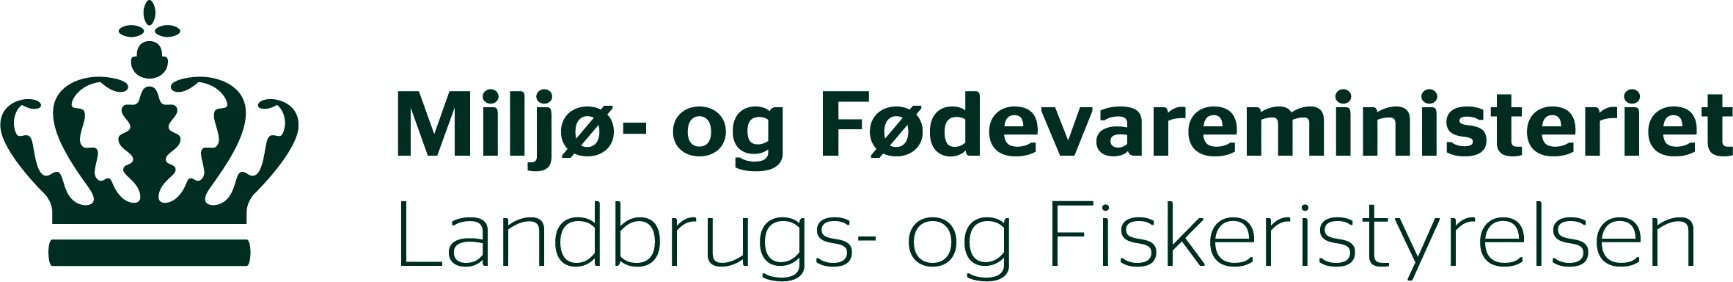 Miljø- og Fødevareministeriet
Landbrugs- og Fiskeristyrelsen